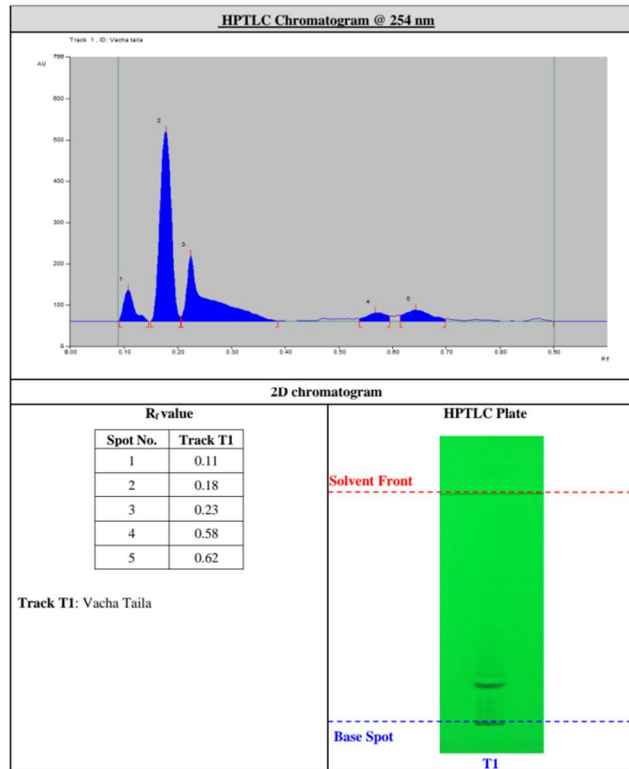 HPTLC Chromatogram @ 254 nm
Track 1 , ID: Vacha taila
AU
700
600
500
400
300
200
100
0
1
2
3
4
5
0.00 0.10 0.20 0.30 0.40 0.50 0.60 0.70 0.80 0.90
Rf
2D chromatogram
Rf value
Spot No. Track T1
1 0.11
2 0.18
3 0.23
4 0.58
5 0.62
Track T1: Vacha Taila
HPTLC Plate
Solvent Front
Base Spot
T1